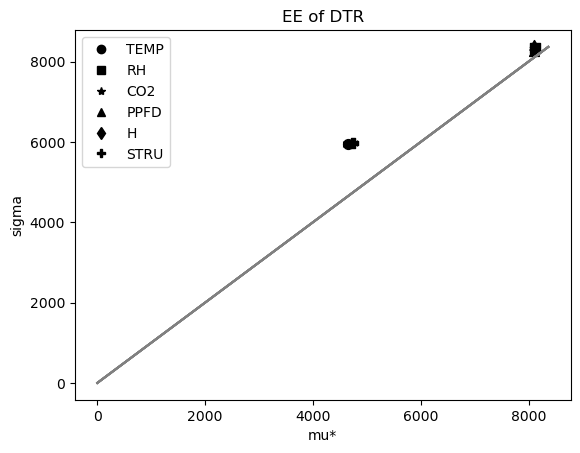 EE of DTR
TEMP
RH
CO2
PPFD
H
STRU
8000
6000
4000
2000
0
sigma
0 2000 4000 6000 8000
mu*